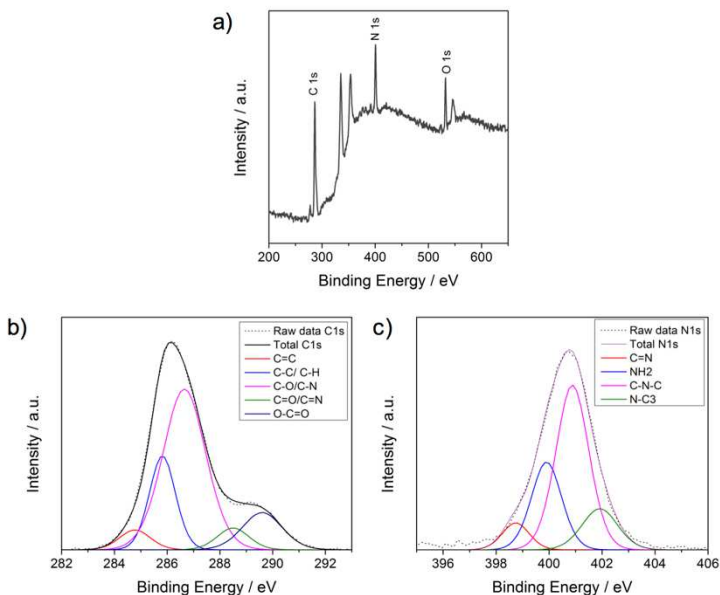 a)
C 1s
N 1s
O 1s
Intensity / a.u.
200 300 400 500 600
Binding Energy / eV
b)
Raw data C1s
Total C1s
C=C
C-C/ C-H
C-O/C-N
C=O/C=N
O-C=O
Intensity / a.u.
282 284 286 288 290 292
Binding Energy / eV
c)
Raw data N1s
Total N1s
C=N
NH2
C-N-C
N-C3
Intensity / a.u.
396 398 400 402 404 406
Binding Energy / eV